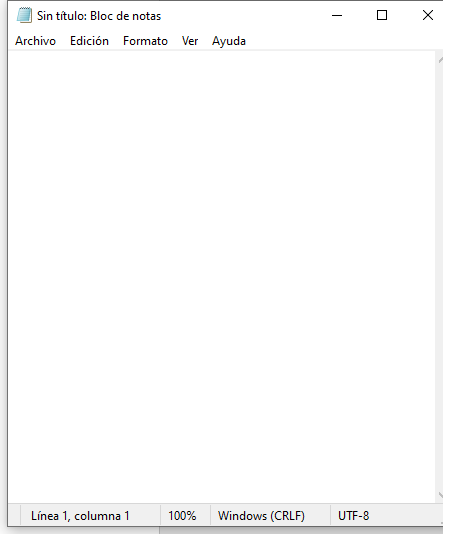 Sin título: Bloc de notas
Archivo Edición Formato Ver Ayuda
Línea 1, columna 1 100% Windows (CRLF) UTF-8